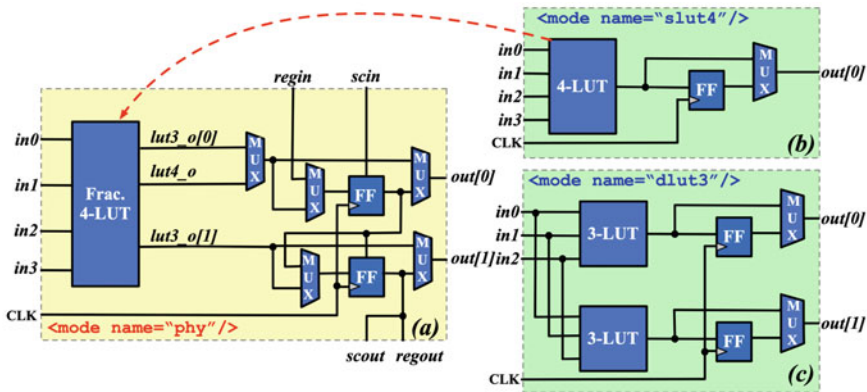 regin
scin
in0
in1
in2
in3
CLK
Frac.
4-LUT
lut3_o[0]
lut4_o
lut3_o[1]
MUX
MUX
FF
MUX
out[0]
MUX
FF
MUX
out[1]
<mode name="phy"/>
(a)
scout
regout
<mode name="slut4"/>
in0
in1
in2
in3
CLK
4-LUT
FF
MUX
out[0]
(b)
<mode name="dlut3"/>
in0
in1
in2
CLK
3-LUT
FF
MUX
out[0]
3-LUT
FF
MUX
out[1]
(c)